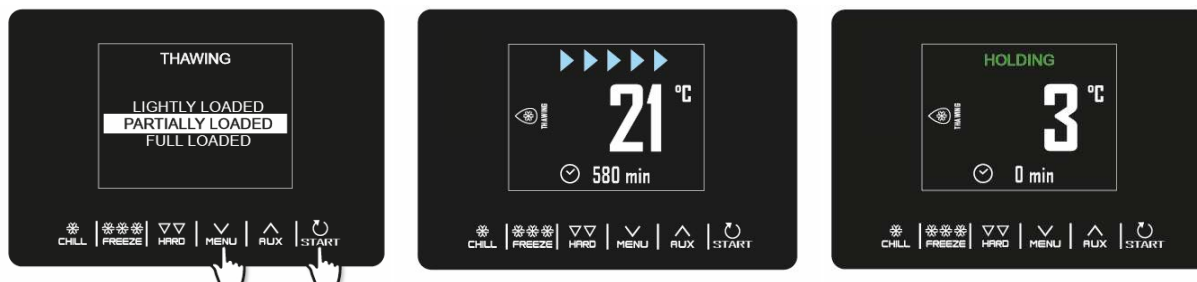 THAWING
LIGHTLY LOADED
PARTIALLY LOADED
FULL LOADED
CHILL FREEZE HARD MENU AUX START
21 °C
THAWING
580 min
CHILL FREEZE HARD MENU AUX START
HOLDING
3 °C
THAWING
0 min
CHILL FREEZE HARD MENU AUX START